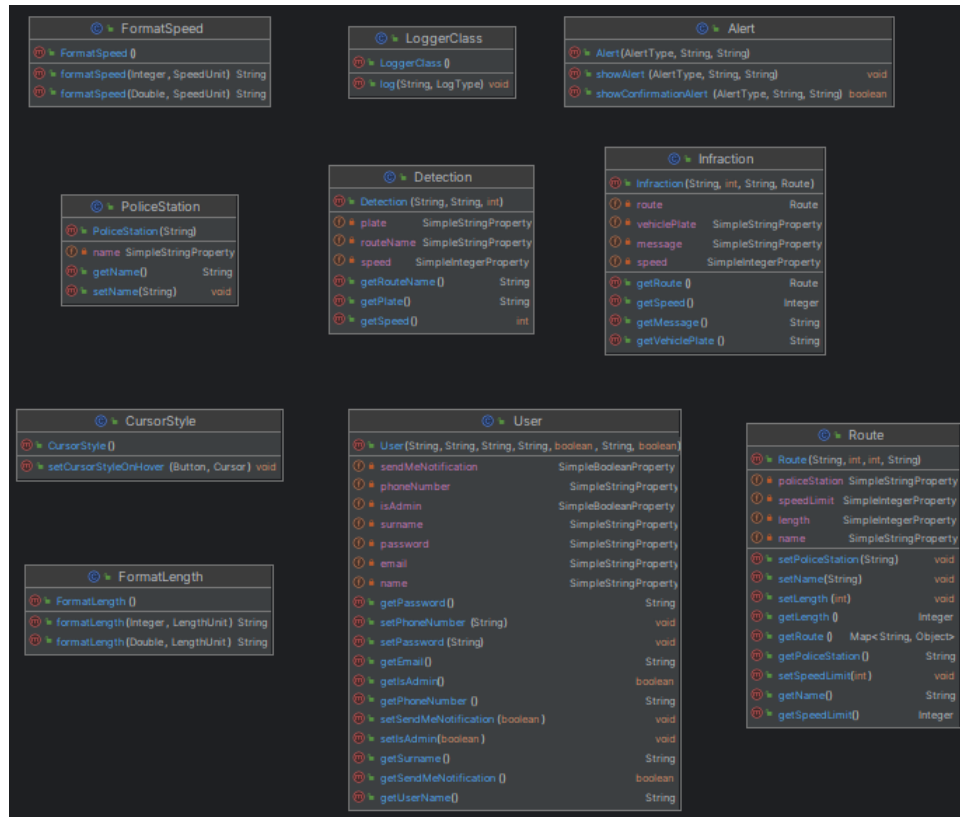 FormatSpeed
FormatSpeed()
formatSpeed(Integer, SpeedUnit) String
formatSpeed(Double, SpeedUnit) String
LoggerClass
LoggerClass()
log(String, LogType) void
Alert
Alert(AlertType, String, String)
showAlert (AlertType, String, String) void
showConfirmationAlert (AlertType, String, String) boolean
PoliceStation
PoliceStation(String)
name SimpleStringProperty
getName() String
setName(String) void
Detection
Detection (String, String, int)
plate SimpleStringProperty
routeName SimpleStringProperty
speed SimpleIntegerProperty
getRouteName() String
getPlate() String
getSpeed() int
Infraction
Infraction(String, int, String, Route)
route Route
vehiclePlate SimpleStringProperty
message SimpleStringProperty
speed SimpleIntegerProperty
getRoute () Route
getSpeed() Integer
getMessage() String
getVehiclePlate () String
CursorStyle
CursorStyle()
setCursorStyleOnHover (Button, Cursor) void
FormatLength
FormatLength ()
formatLength(Integer, LengthUnit) String
formatLength(Double, LengthUnit) String
User
User(String, String, String, String, boolean, String, boolean)
sendMeNotification SimpleBooleanProperty
phoneNumber SimpleStringProperty
isAdmin SimpleBooleanProperty
surname SimpleStringProperty
password SimpleStringProperty
email SimpleStringProperty
name SimpleStringProperty
getPassword() String
setPhoneNumber (String) void
setPassword (String) void
getEmail() String
getIsAdmin() boolean
getPhoneNumber () String
setSendMeNotification (boolean) void
setIsAdmin(boolean) void
getSurname() String
getSendMeNotification () boolean
getUserName() String
Route
Route(String, int, int, String)
policeStation SimpleStringProperty
speedLimit SimpleIntegerProperty
length SimpleIntegerProperty
name SimpleStringProperty
setPoliceStation(String) void
setName(String) void
setLength (int) void
getLength () Integer
getRoute () Map<String, Object>
getPoliceStation() String
setSpeedLimit(int) void
getName() String
getSpeedLimit() Integer